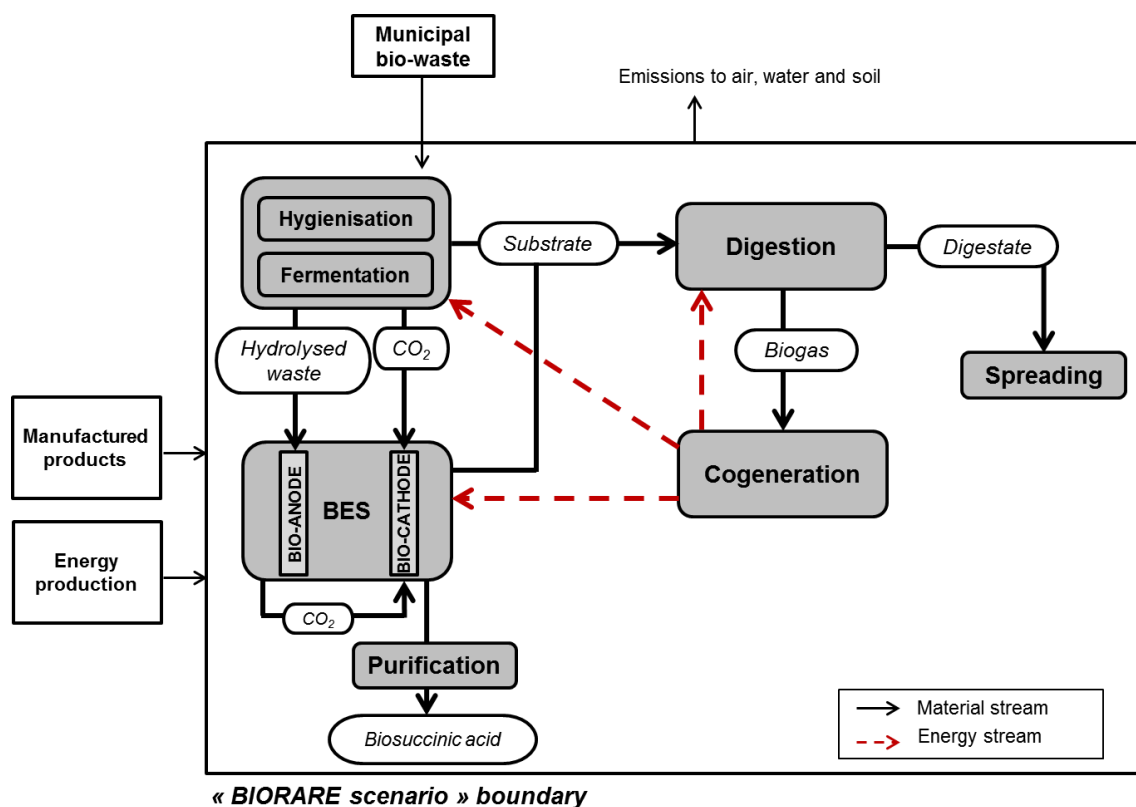 Municipal
bio-waste
Emissions to air, water and soil
Hygienisation
Fermentation
Substrate
Digestion
Digestate
Hydrolysed
waste
CO₂
Biogas
Spreading
Manufactured
products
Energy
production
BIO-ANODE
BES
BIO-CATHODE
Cogeneration
CO₂
Purification
Biosuccinic acid
Material stream
Energy stream
« BIORARE scenario » boundary